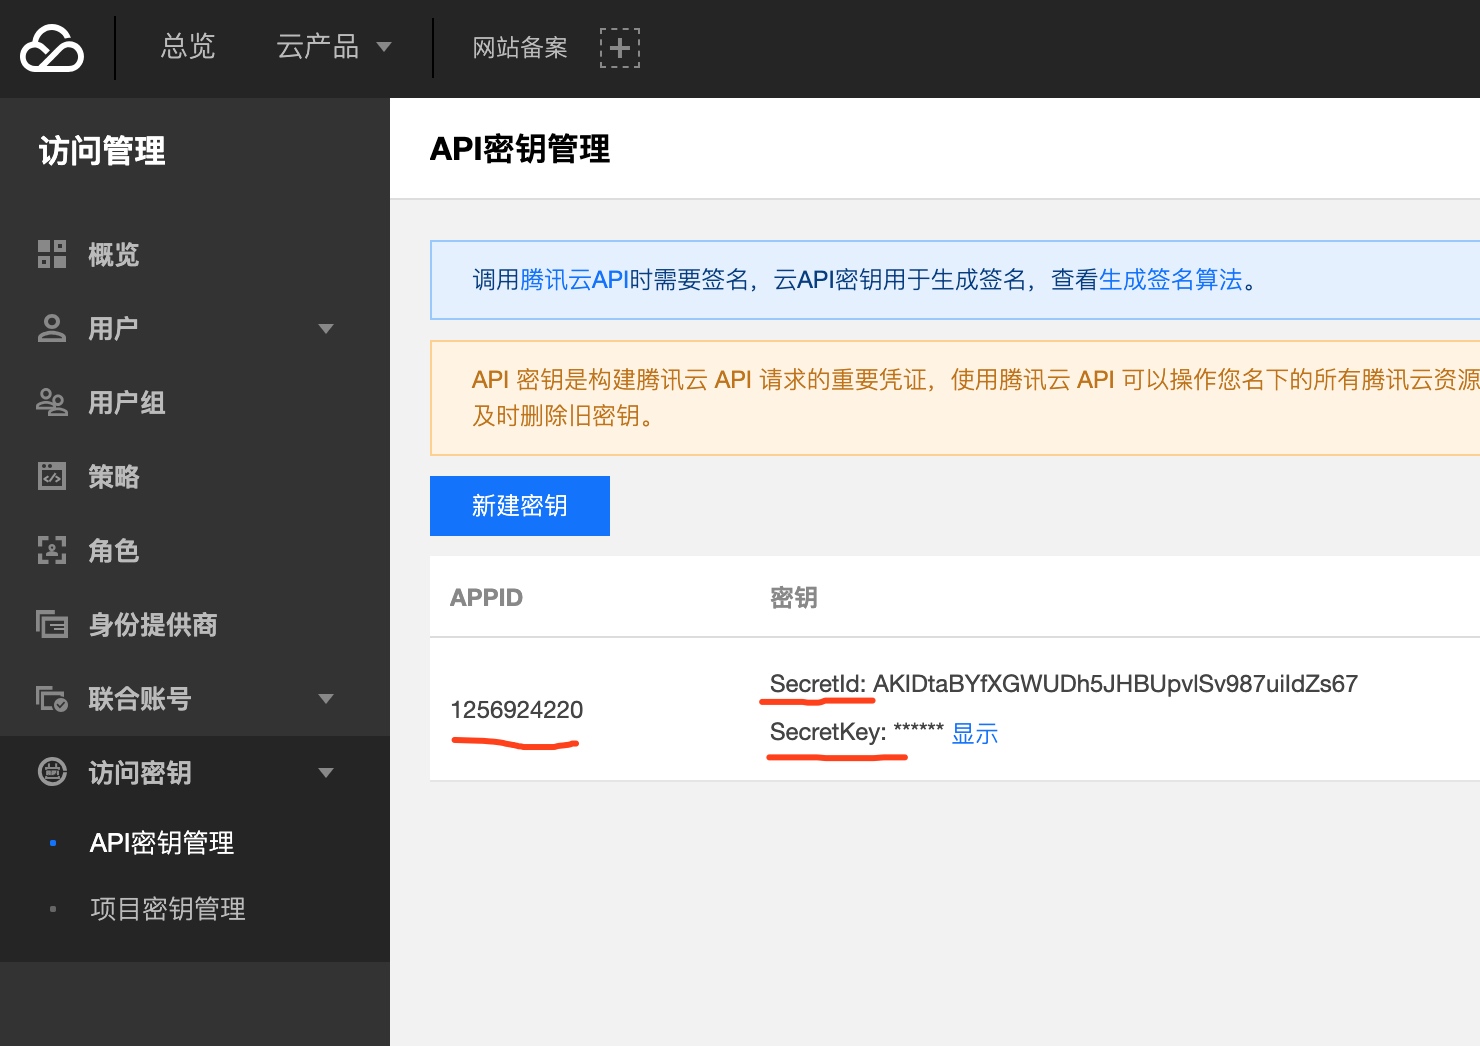 总览
云产品
网站备案
访问管理
概览
用户
用户组
策略
角色
身份提供商
联合账号
访问密钥
API密钥管理
项目密钥管理
API密钥管理
调用腾讯云API时需要签名，云API密钥用于生成签名，查看生成签名算法。
API 密钥是构建腾讯云 API 请求的重要凭证，使用腾讯云 API 可以操作您名下的所有腾讯云资源
及时删除旧密钥。
新建密钥
APPID 密钥
1256924220
SecretId: AKIDtaBYfXGWUDh5JHBUpvlSv987uiIdZs67
SecretKey: ****** 显示